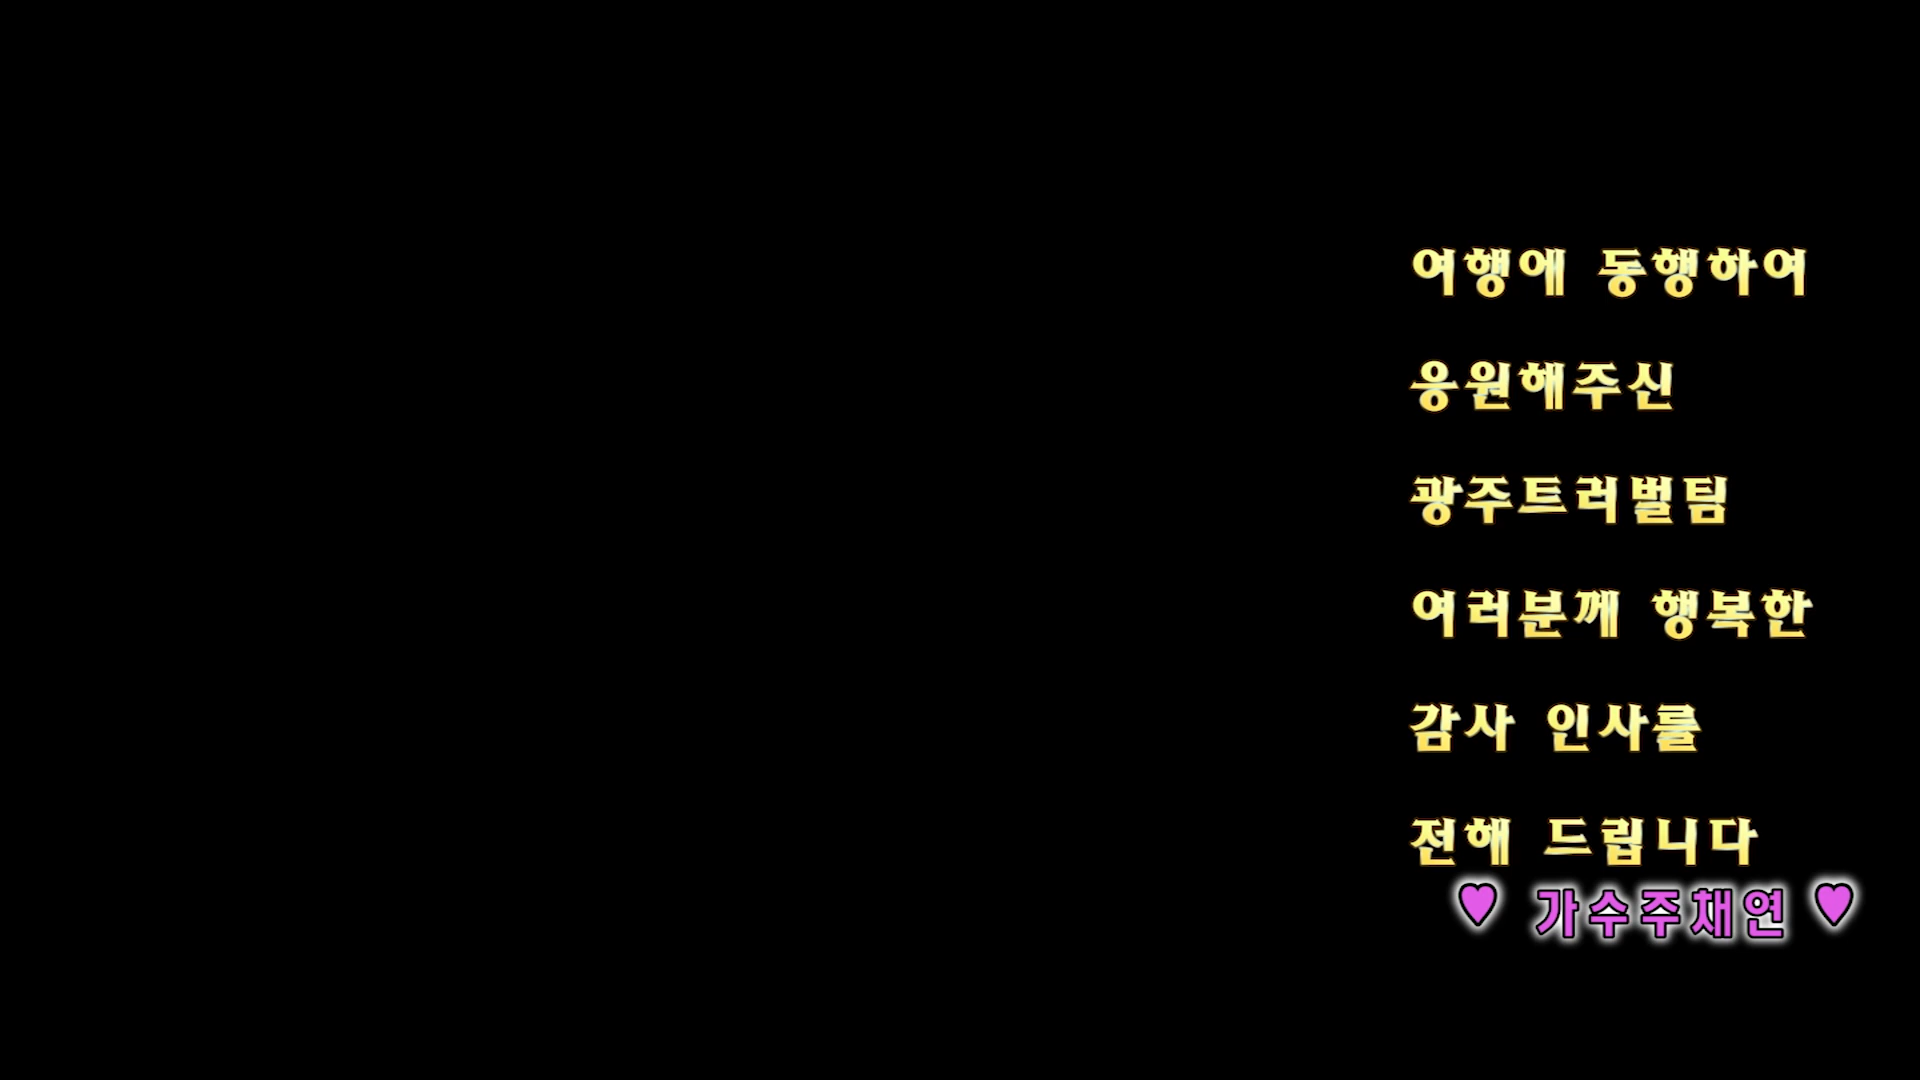 여행에 동행하여
응원해주신
광주트러벌팀
여러분께 행복한
감사 인사를
전해 드립니다
♥ 가수주채연 ♥